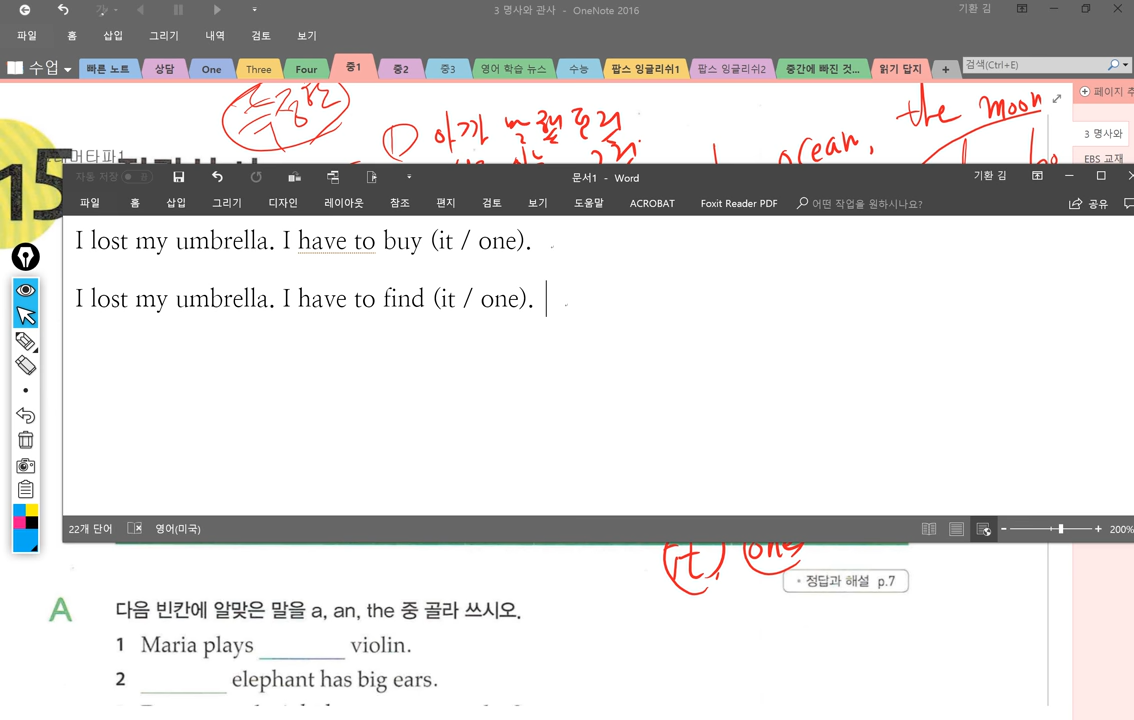 3 명사와 관사 - OneNote 2016
기환 김
파일 홈 삽입 그리기 내역 검토 보기
수업 빠른 노트 상담 One Three Four 중1 중2 중3 영어 학습 뉴스 수능 팝스 잉글리쉬1 팝스 잉글리쉬2 중간에 빠진 것... 읽기 답지 + 검색(Ctrl+E)
페이지 추
the moon
① 아까
ocean,
3 명사와
EBS 교재
15
자동 저장
문서1 - Word
기환 김
파일 홈 삽입 그리기 디자인 레이아웃 참조 편지 검토 보기 도움말 ACROBAT Foxit Reader PDF 어떤 작업을 원하시나요? 공유
I lost my umbrella. I have to buy (it / one).
I lost my umbrella. I have to find (it / one).
22개 단어 영어(미국) 200%
it, one
• 정답과 해설 p.7
A 다음 빈칸에 알맞은 말을 a, an, the 중 골라 쓰시오.
1 Maria plays ________ violin.
2 ________ elephant has big ears.